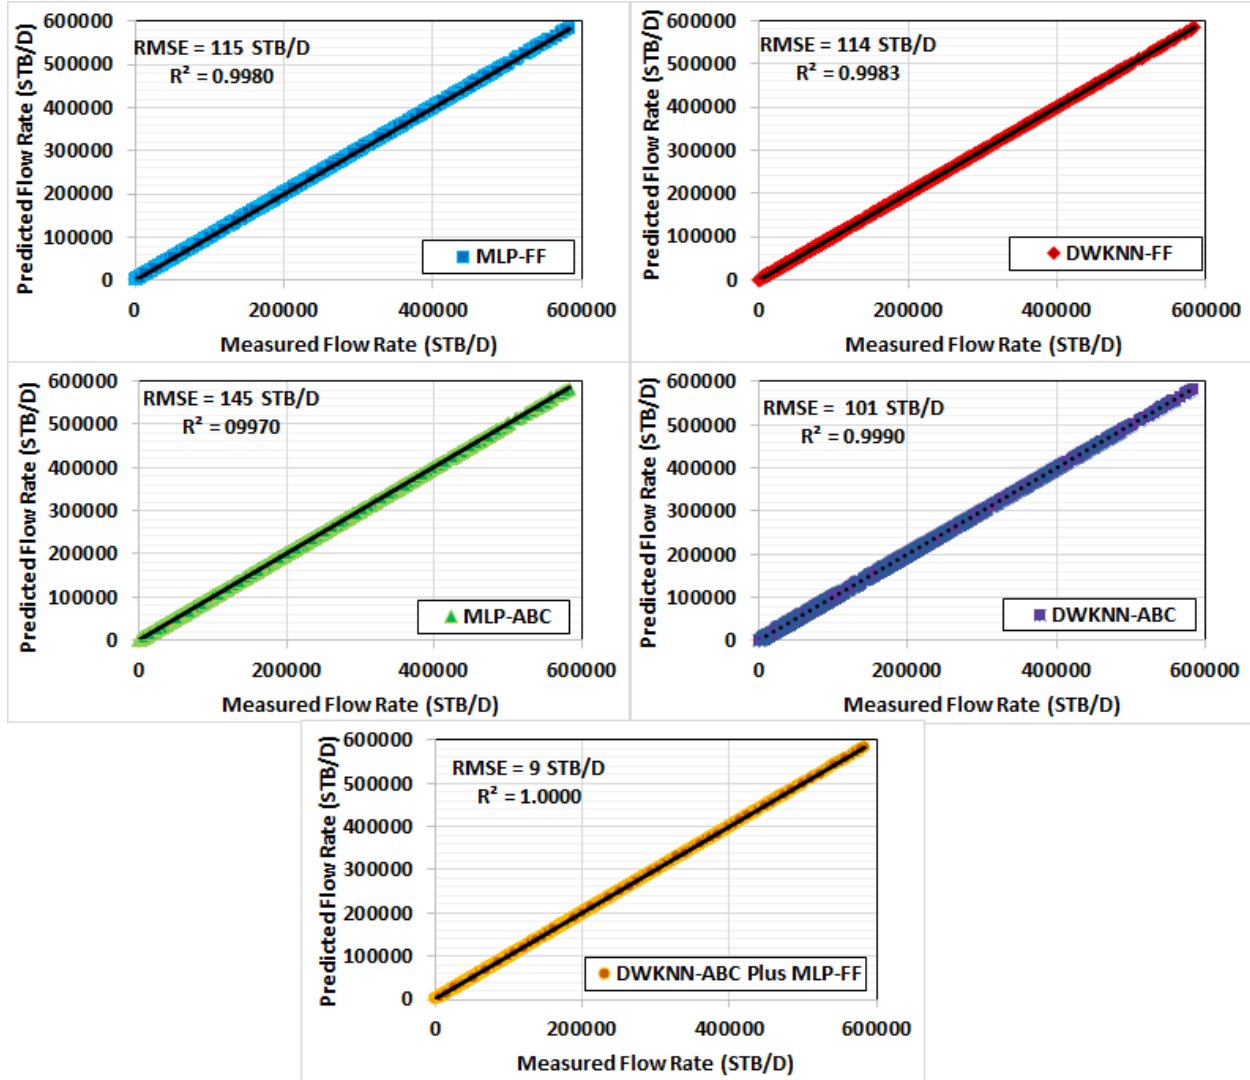 Predicted Flow Rate (STB/D)
600000
500000
400000
300000
200000
100000
0
RMSE = 115 STB/D
R² = 0.9980
MLP-FF
0 200000 400000 600000
Measured Flow Rate (STB/D)
Predicted Flow Rate (STB/D)
600000
500000
400000
300000
200000
100000
0
RMSE = 114 STB/D
R² = 0.9983
DWKNN-FF
0 200000 400000 600000
Measured Flow Rate (STB/D)
Predicted Flow Rate (STB/D)
600000
500000
400000
300000
200000
100000
0
RMSE = 145 STB/D
R² = 09970
MLP-ABC
0 200000 400000 600000
Measured Flow Rate (STB/D)
Predicted Flow Rate (STB/D)
600000
500000
400000
300000
200000
100000
0
RMSE = 101 STB/D
R² = 0.9990
DWKNN-ABC
0 200000 400000 600000
Measured Flow Rate (STB/D)
Predicted Flow Rate (STB/D)
600000
500000
400000
300000
200000
100000
0
RMSE = 9 STB/D
R² = 1.0000
DWKNN-ABC Plus MLP-FF
0 200000 400000 600000
Measured Flow Rate (STB/D)